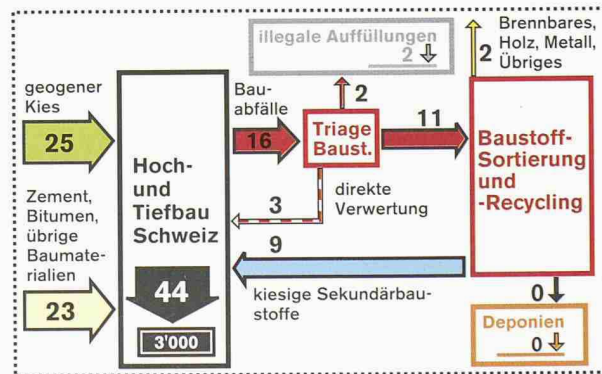 illegale Auffüllungen
2
Brennbares,
Holz, Metall,
Übriges
2
geogener
Kies
25
Bau-
abfälle
16
2
Triage
Baust.
11
Baustoff-
Sortierung
und
-Recycling
Hoch-
und
Tiefbau
Schweiz
direkte
Verwertung
3
Zement,
Bitumen,
übrige
Baumate-
rialien
23
9
kiesige Sekundärbau-
stoffe
44
3'000
0
Deponien
0